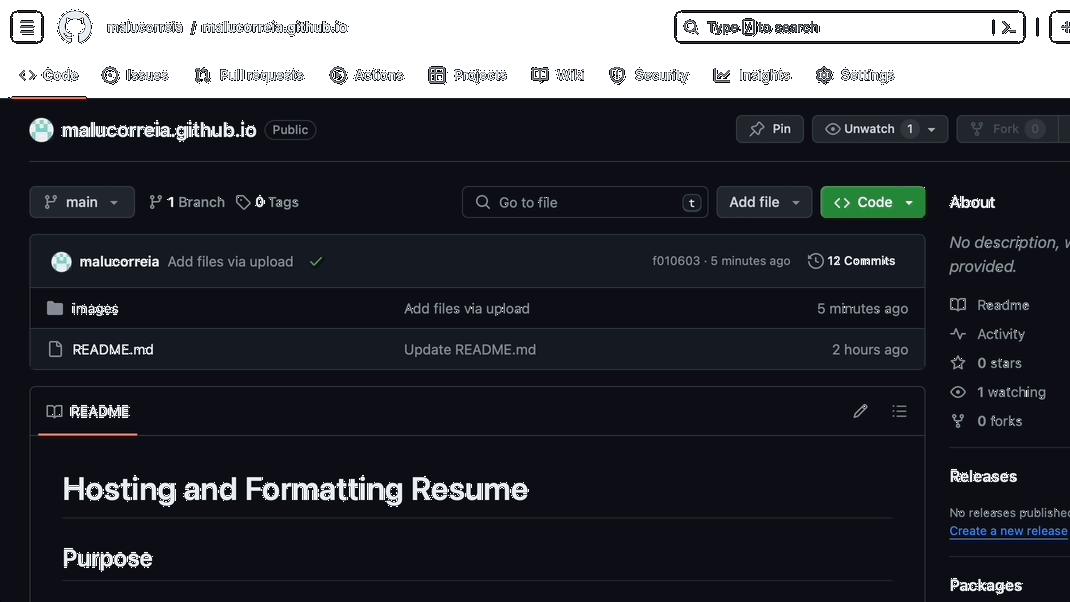 malucorreia / malucorreia.github.io
Type / to search
Code Issues Pull requests Actions Projects Wiki Security Insights Settings
malucorreia.github.io Public
Pin Unwatch 1 Fork 0
main 1 Branch 0 Tags
Go to file t Add file Code
malucorreia Add files via upload f010603 · 5 minutes ago 12 Commits
images Add files via upload 5 minutes ago
README.md Update README.md 2 hours ago
README
Hosting and Formatting Resume
Purpose
About
No description, w
provided.
Readme
Activity
0 stars
1 watching
0 forks
Releases
No releases published
Create a new release
Packages